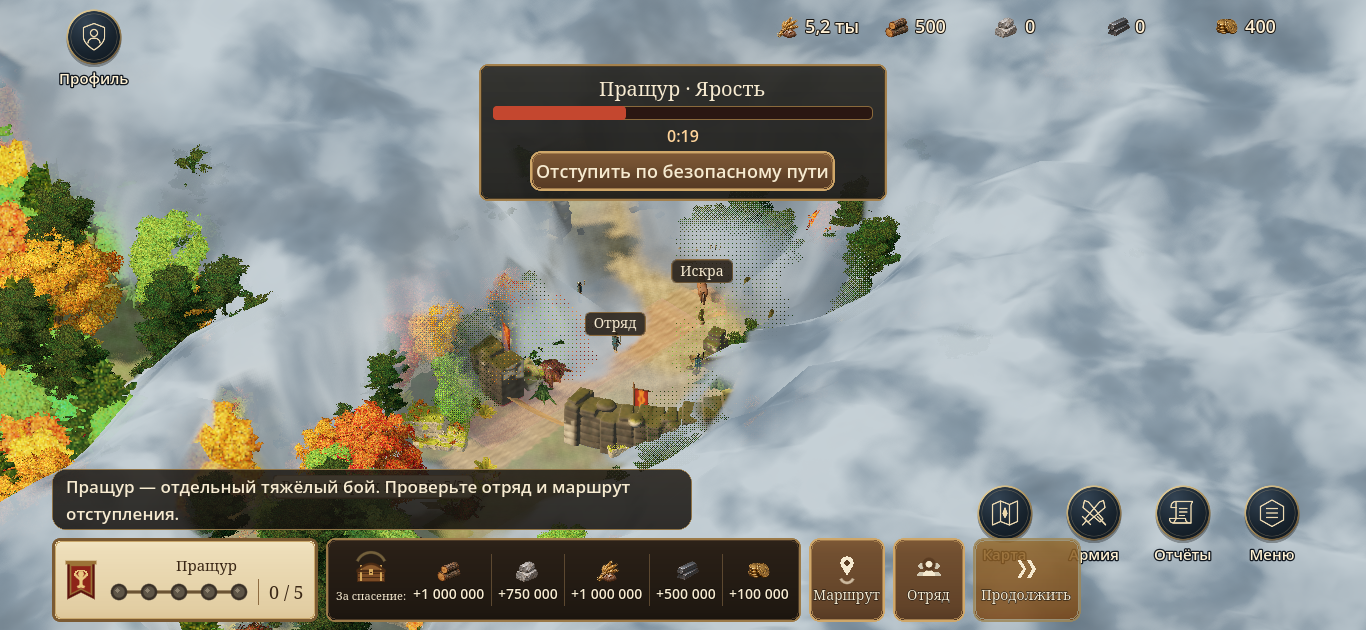 5,2 ты
500
0
0
400
Профиль
Пращур · Ярость
0:19
Отступить по безопасному пути
Искра
Отряд
Пращур — отдельный тяжёлый бой. Проверьте отряд и маршрут
отступления.
Карта
Армия
Отчёты
Меню
Пращур
0 / 5
За спасение:
+1 000 000
+750 000
+1 000 000
+500 000
+100 000
Маршрут
Отряд
Продолжить